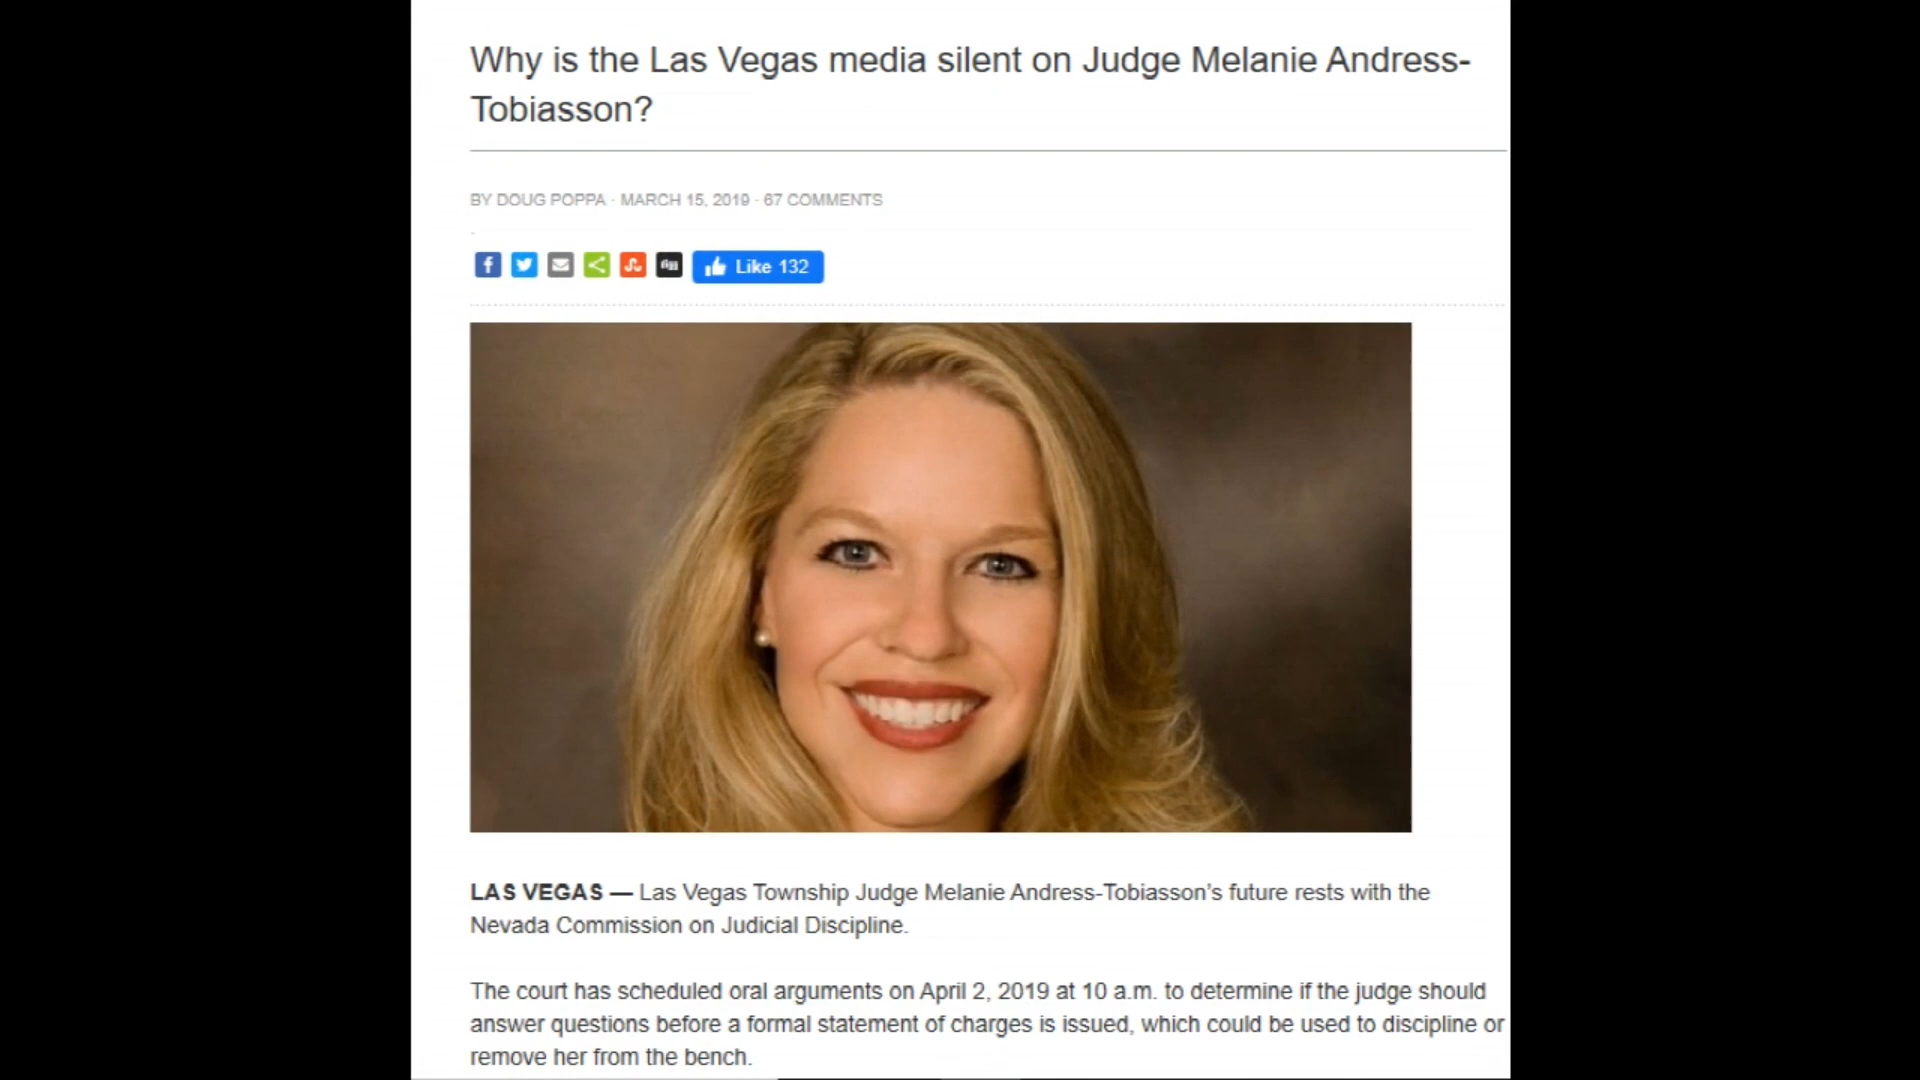 Why is the Las Vegas media silent on Judge Melanie Andress-
Tobiasson?
BY DOUG POPPA · MARCH 15, 2019 · 67 COMMENTS
f
digg
Like 132
LAS VEGAS — Las Vegas Township Judge Melanie Andress-Tobiasson’s future rests with the
Nevada Commission on Judicial Discipline.
The court has scheduled oral arguments on April 2, 2019 at 10 a.m. to determine if the judge should
answer questions before a formal statement of charges is issued, which could be used to discipline or
remove her from the bench.